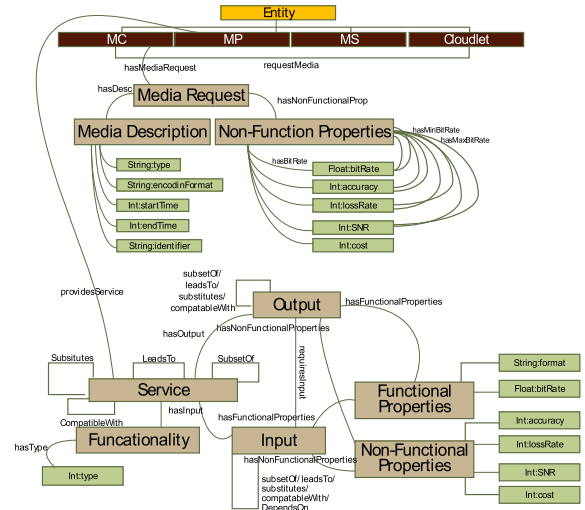 Entity
MC
MP
MS
Cloudlet
requestMedia
hasMediaRequest
hasDesc
Media Request
hasNonFunctionalProp
Media Description
Non-Function Properties
hasMinBitRate
hasMaxBitRate
String:type
hasBitRate
Float:bitRate
String:encodinFormat
Int:accuracy
Int:startTime
Int:lossRate
Int:endTime
Int:SNR
String:identifier
Int:cost
subsetOf/
leadsTo/
substitutes/
compatableWith
providesService
Output
hasFunctionalProperties
hasOutput
hasNonFunctionalProperties
requiresInput
Subsitutes
LeadsTo
SubsetOf
String:format
Service
Functional
Properties
Float:bitRate
hasInput
CompatibleWith
hasFunctionalProperties
Int:accuracy
Funcationality
Input
Int:lossRate
hasType
Non-Functional
Properties
hasNonFunctionalProperties
Int:type
subsetOf/ leadsTo/
substitutes/
compatableWith/
DependsOn
Int:SNR
Int:cost